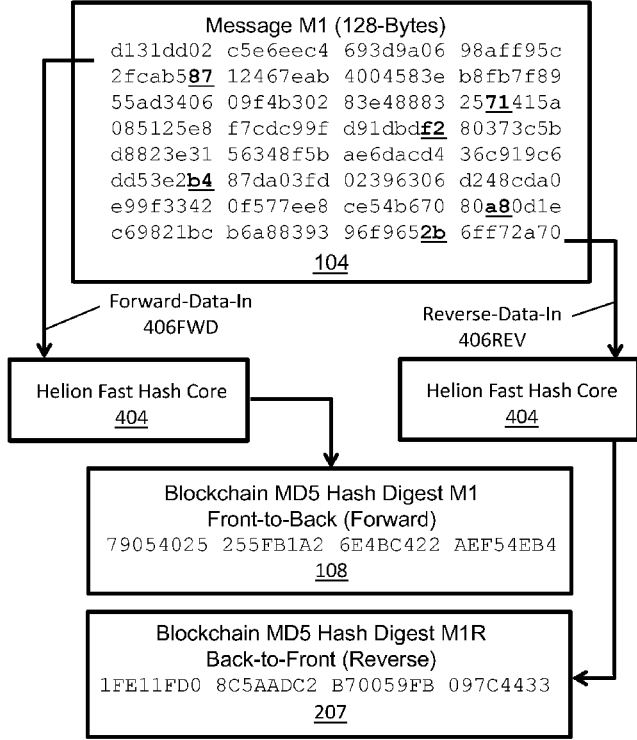 Message M1 (128-Bytes)
d131dd02 c5e6eec4 693d9a06 98aff95c
2fcab587 12467eab 4004583e b8fb7f89
55ad3406 09f4b302 83e48883 2571415a
085125e8 f7cdc99f d91dbdf2 80373c5b
d8823e31 56348f5b ae6dacd4 36c919c6
dd53e2b4 87da03fd 02396306 d248cda0
e99f3342 0f577ee8 ce54b670 80a80d1e
c69821bc b6a88393 96f9652b 6ff72a70
104
Forward-Data-In
406FWD
Reverse-Data-In
406REV
Helion Fast Hash Core
404
Helion Fast Hash Core
404
Blockchain MD5 Hash Digest M1
Front-to-Back (Forward)
79054025 255FB1A2 6E4BC422 AEF54EB4
108
Blockchain MD5 Hash Digest M1R
Back-to-Front (Reverse)
1FE11FD0 8C5AADC2 B70059FB 097C4433
207